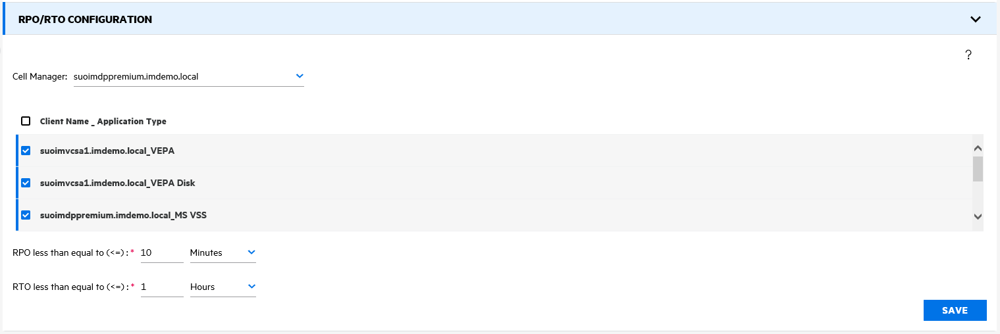 RPO/RTO CONFIGURATION
?
Cell Manager: suoimdppremium.imdemo.local
Client Name _ Application Type
suoimvcsa1.imdemo.local_VEPA
suoimvcsa1.imdemo.local_VEPA Disk
suoimdppremium.imdemo.local_MS VSS
RPO less than equal to (<=):* 10 Minutes
RTO less than equal to (<=):* 1 Hours
SAVE